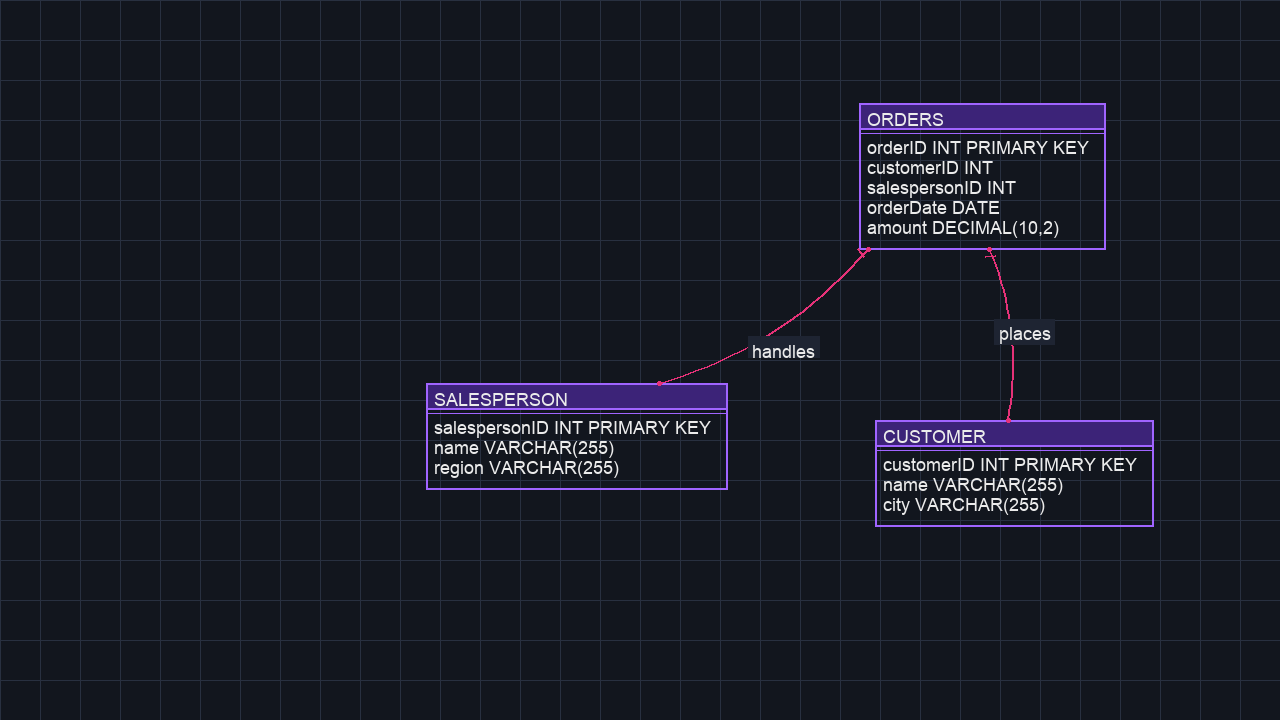 ORDERS
orderID INT PRIMARY KEY
customerID INT
salespersonID INT
orderDate DATE
amount DECIMAL(10,2)
places
handles
SALESPERSON
salespersonID INT PRIMARY KEY
name VARCHAR(255)
region VARCHAR(255)
CUSTOMER
customerID INT PRIMARY KEY
name VARCHAR(255)
city VARCHAR(255)